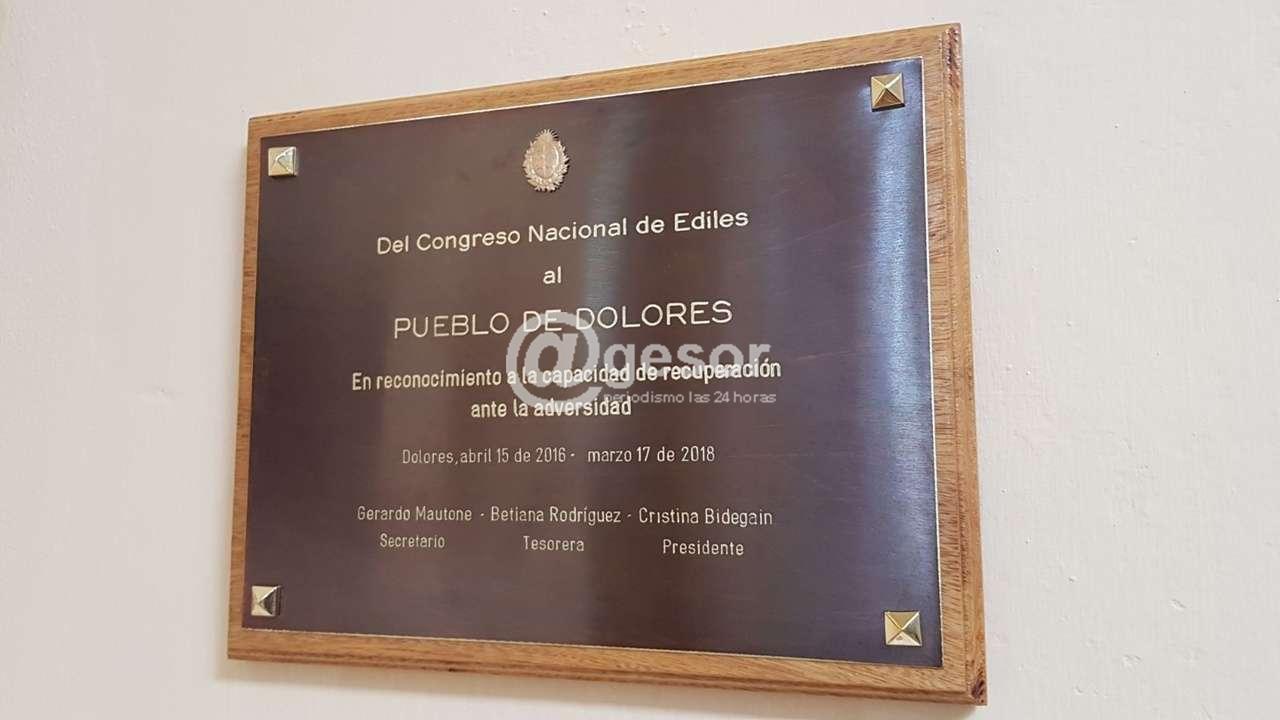 Del Congreso Nacional de Ediles
al
PUEBLO DE DOLORES
En reconocimiento a la capacidad de recuperación
ante la adversidad
Dolores, abril 15 de 2016 - marzo 17 de 2018
Gerardo Mautone - Betiana Rodríguez - Cristina Bidegain
Secretario Tesorera Presidente
@gesor
periodismo las 24 horas